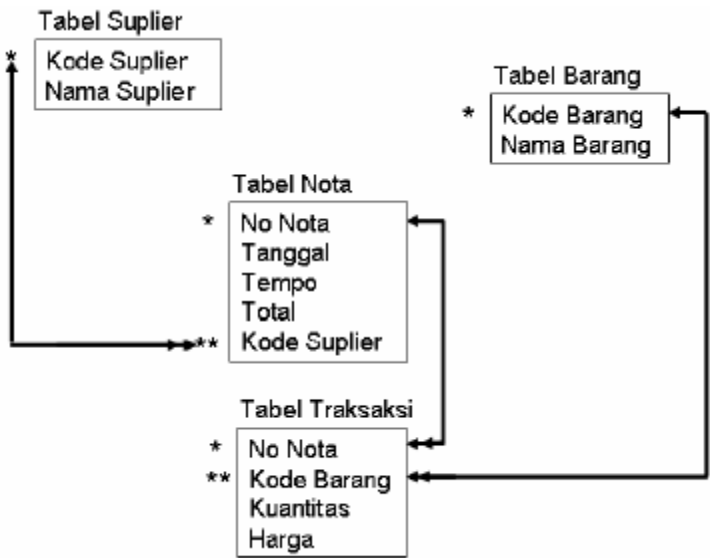 Tabel Suplier
* Kode Suplier
Nama Suplier
Tabel Barang
* Kode Barang
Nama Barang
Tabel Nota
* No Nota
Tanggal
Tempo
Total
** Kode Suplier
Tabel Traksaksi
* No Nota
** Kode Barang
Kuantitas
Harga